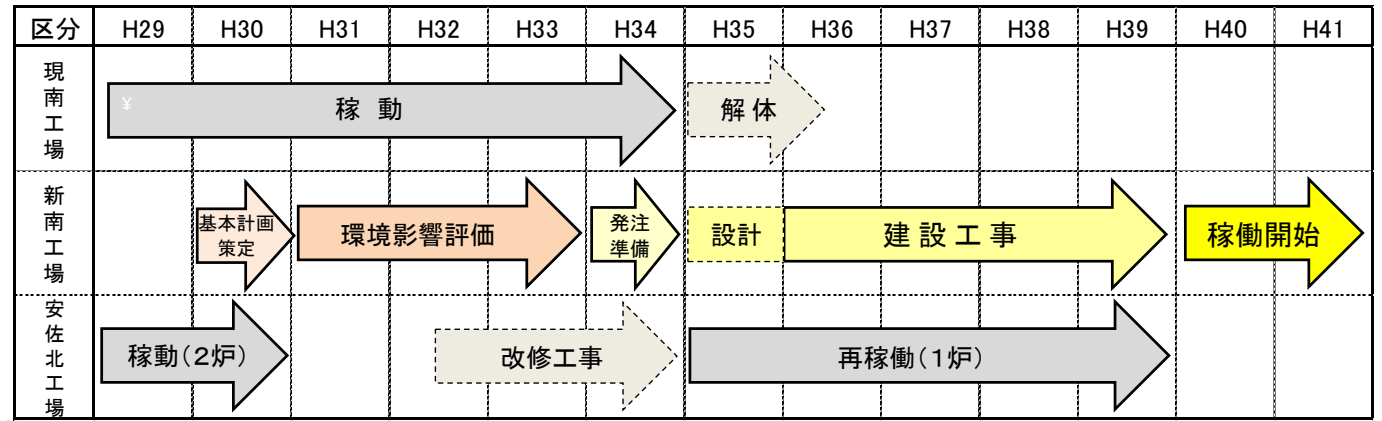 区分 H29 H30 H31 H32 H33 H34 H35 H36 H37 H38 H39 H40 H41
現南工場
¥
稼 動
解 体
新南工場
基本計画
策定
環境影響評価
発注
準備
設計
建 設 工 事
稼働開始
安佐北工場
稼動(２炉)
改修工事
再稼働(１炉)